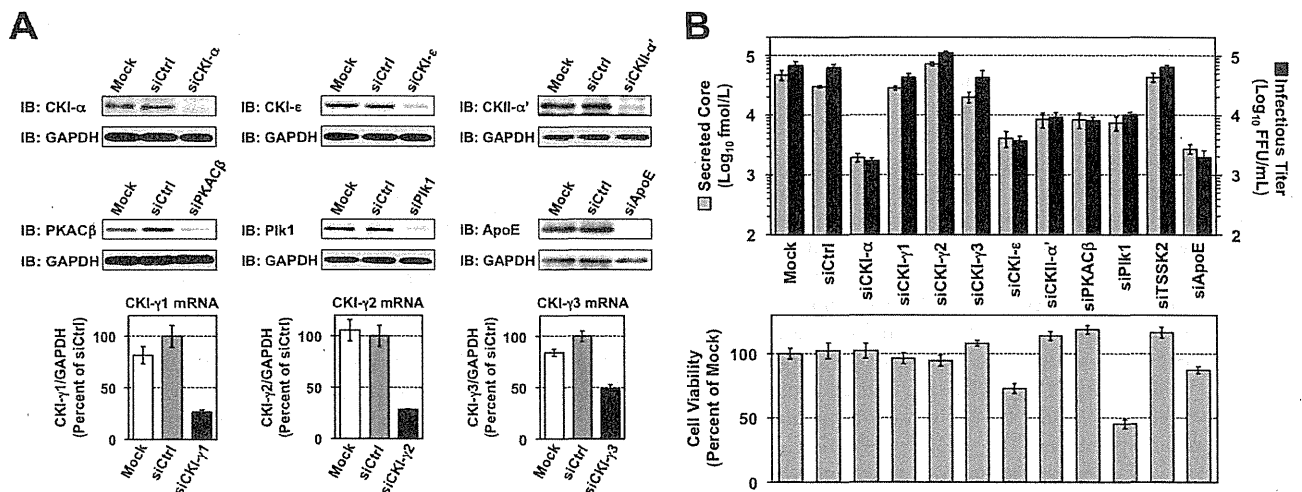 A
Mock
siCtrl
siCKI-α
IB: CKI-α
IB: GAPDH
Mock
siCtrl
siCKI-ε
IB: CKI-ε
IB: GAPDH
Mock
siCtrl
siCKII-α'
IB: CKII-α'
IB: GAPDH
Mock
siCtrl
siPKACβ
IB: PKACβ
IB: GAPDH
Mock
siCtrl
siPlk1
IB: Plk1
IB: GAPDH
Mock
siCtrl
siApoE
IB: ApoE
IB: GAPDH
CKI-γ1 mRNA
CKI-γ1/GAPDH
(Percent of siCtrl)
100
50
0
Mock
siCtrl
siCKI-γ1
CKI-γ2 mRNA
CKI-γ2/GAPDH
(Percent of siCtrl)
100
50
0
Mock
siCtrl
siCKI-γ2
CKI-γ3 mRNA
CKI-γ3/GAPDH
(Percent of siCtrl)
100
50
0
Mock
siCtrl
siCKI-γ3
B
Secreted Core
(Log10 fmol/L)
5
4
3
2
5
4
3
2
Infectious Titer
(Log10 FFU/mL)
Mock
siCtrl
siCKI-α
siCKI-γ1
siCKI-γ2
siCKI-γ3
siCKI-ε
siCKII-α'
siPKACβ
siPlk1
siTSSK2
siApoE
Cell Viability
(Percent of Mock)
100
50
0